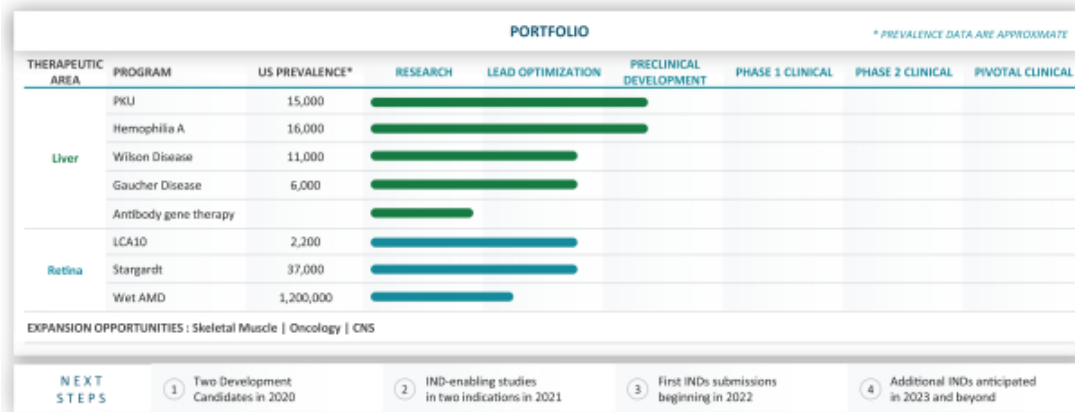 PORTFOLIO
* PREVALENCE DATA ARE APPROXIMATE
THERAPEUTIC AREA PROGRAM US PREVALENCE* RESEARCH LEAD OPTIMIZATION PRECLINICAL DEVELOPMENT PHASE 1 CLINICAL PHASE 2 CLINICAL PIVOTAL CLINICAL
Liver
PKU 15,000
Hemophilia A 16,000
Wilson Disease 11,000
Gaucher Disease 6,000
Antibody gene therapy
Retina
LCA10 2,200
Stargardt 37,000
Wet AMD 1,200,000
EXPANSION OPPORTUNITIES : Skeletal Muscle | Oncology | CNS
NEXT
STEPS
1 Two Development
Candidates in 2020
2 IND-enabling studies
in two indications in 2021
3 First INDs submissions
beginning in 2022
4 Additional INDs anticipated
in 2023 and beyond